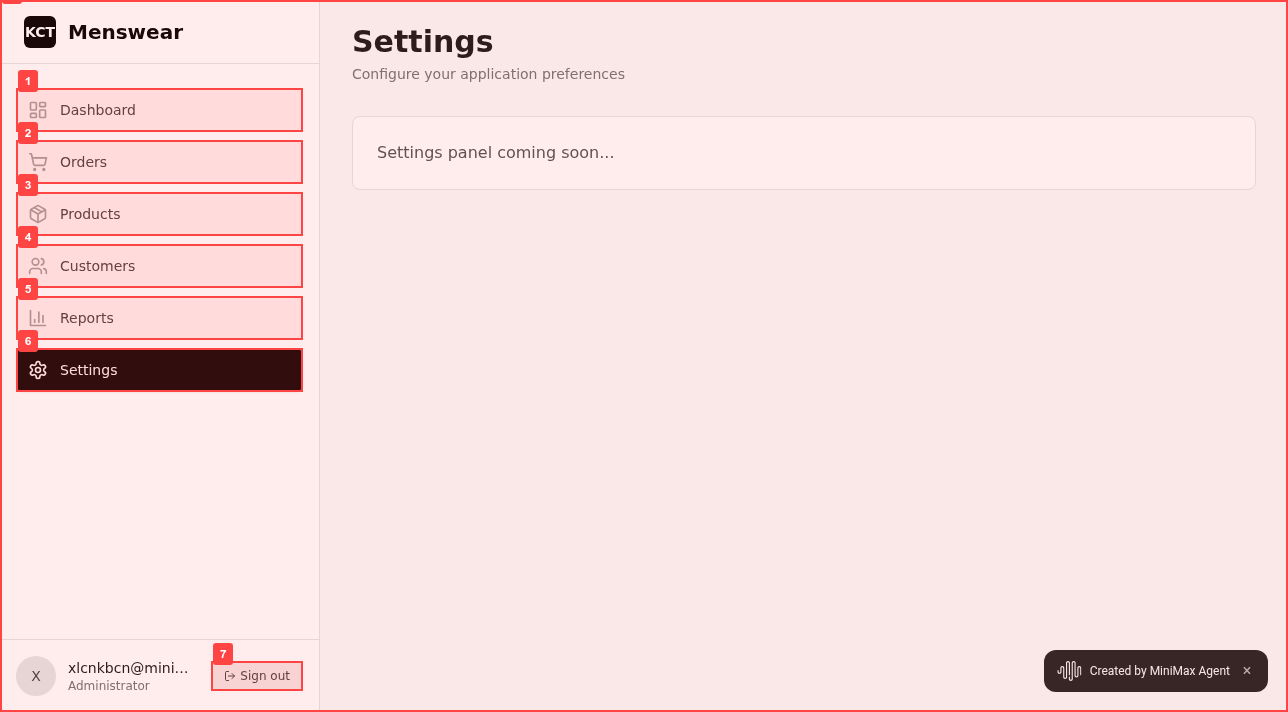 KCT Menswear
1
Dashboard
2
Orders
3
Products
4
Customers
5
Reports
6
Settings
Settings
Configure your application preferences
Settings panel coming soon...
X
xlcnkbcn@mini...
Administrator
7
Sign out
Created by MiniMax Agent ×